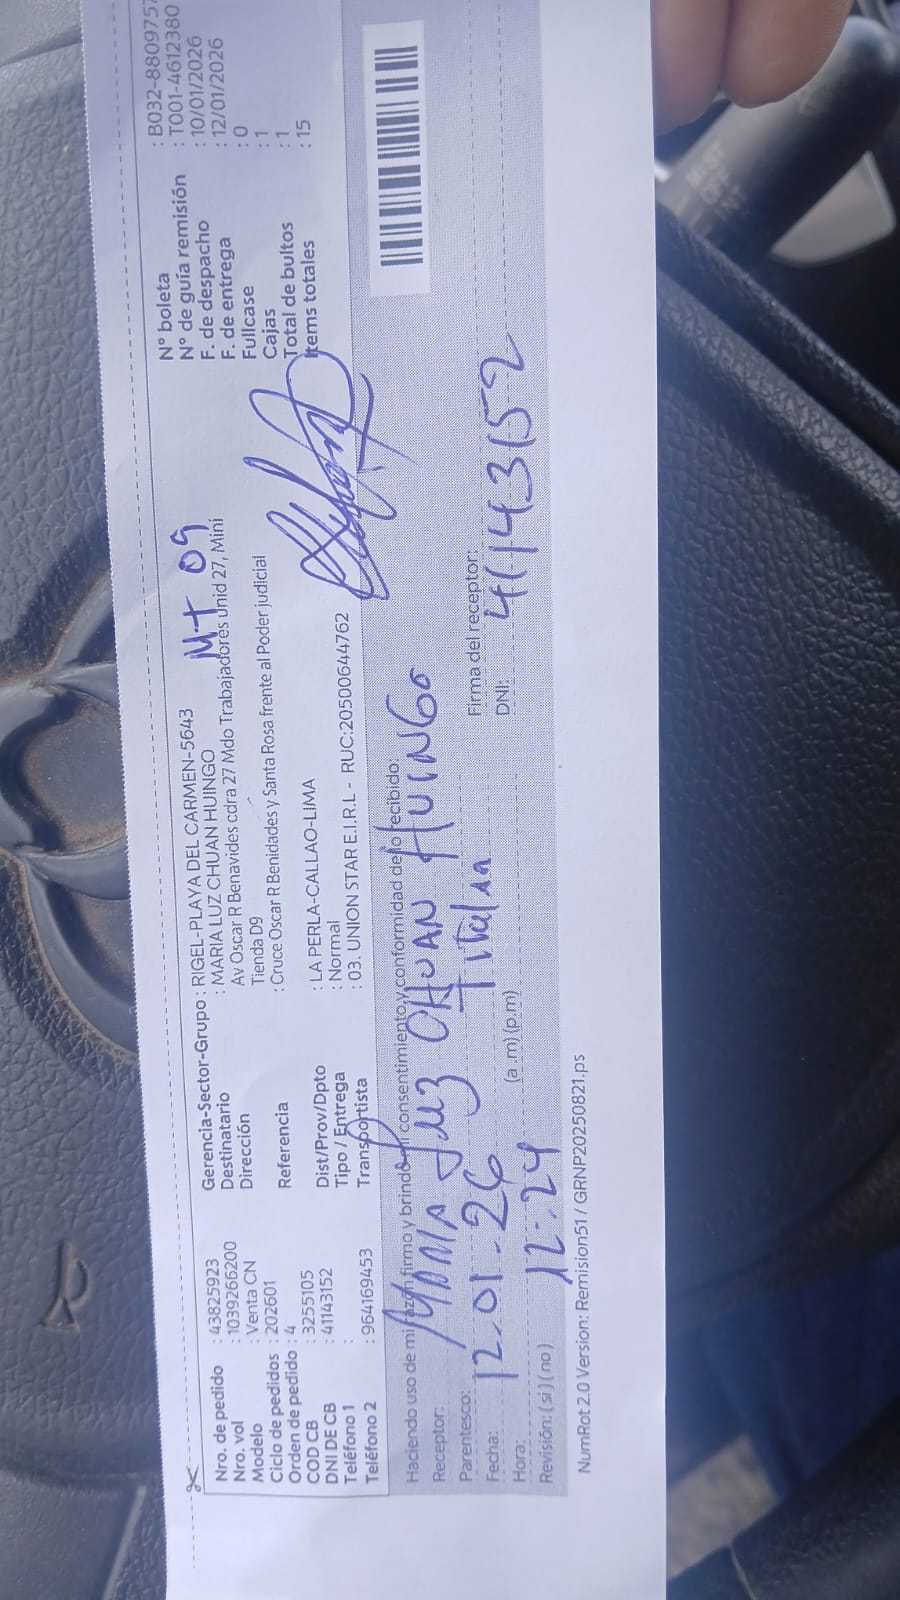 Nro. de pedido : 43825923
Nro. vol : 1039266200
Modelo : Venta CN
Ciclo de pedidos : 202601
Orden de pedido : 4
COD CB : 3255105
DNI DE CB : 41143152
Teléfono 1 :
Teléfono 2 : 964169453
Gerencia-Sector-Grupo : RIGEL-PLAYA DEL CARMEN-5643
Destinatario : MARIA LUZ CHUAN HUINGO
M+ 09
Dirección : Av Oscar R Benavides cdra 27 Mdo Trabajadores Unid 27, Mini
Tienda D9
Referencia : Cruce Oscar R Benidades y Santa Rosa frente al Poder judicial
Dist/Prov/Dpto : LA PERLA-CALLAO-LIMA
Tipo / Entrega : Normal
Transportista : 03. UNION STAR E.I.R.L - RUC:20500644762
N° boleta : B032-8809757
N° de guía remisión : T001-4612380
F. de despacho : 10/01/2026
F. de entrega : 12/01/2026
Fullcase : 0
Cajas : 1
Total de bultos : 1
Items totales : 15
Haciendo uso de mi razón firmo y brindo mi consentimiento y conformidad de lo recibido:
Receptor: MARIA LUZ CHUAN HUINGO
Parentesco: Titular
Firma del receptor:
Fecha: 12.01.26
DNI: 41143152
Hora: 12:24 (a .m) (p.m)
Revisión: ( si ) ( no )
NumRot 2.0 Version: Remision51 / GRNP20250821.ps